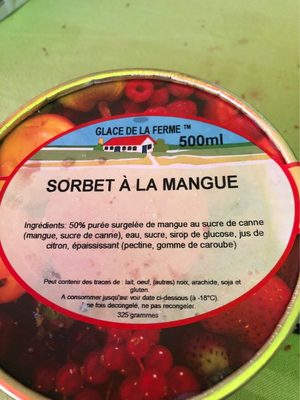 GLACE DE LA FERME ™
500ml
SORBET À LA MANGUE
Ingrédients: 50% purée surgelée de mangue au sucre de canne
(mangue, sucre de canne), eau, sucre, sirop de glucose, jus de
citron, épaississant (pectine, gomme de caroube)
Peut contenir des traces de : lait, oeuf, (autres) noix, arachide, soja et
gluten.
A consommer jusqu'au: voir date ci-dessous (à -18°C).
ne fois décongelé, ne pas recongeler.
325 grammes